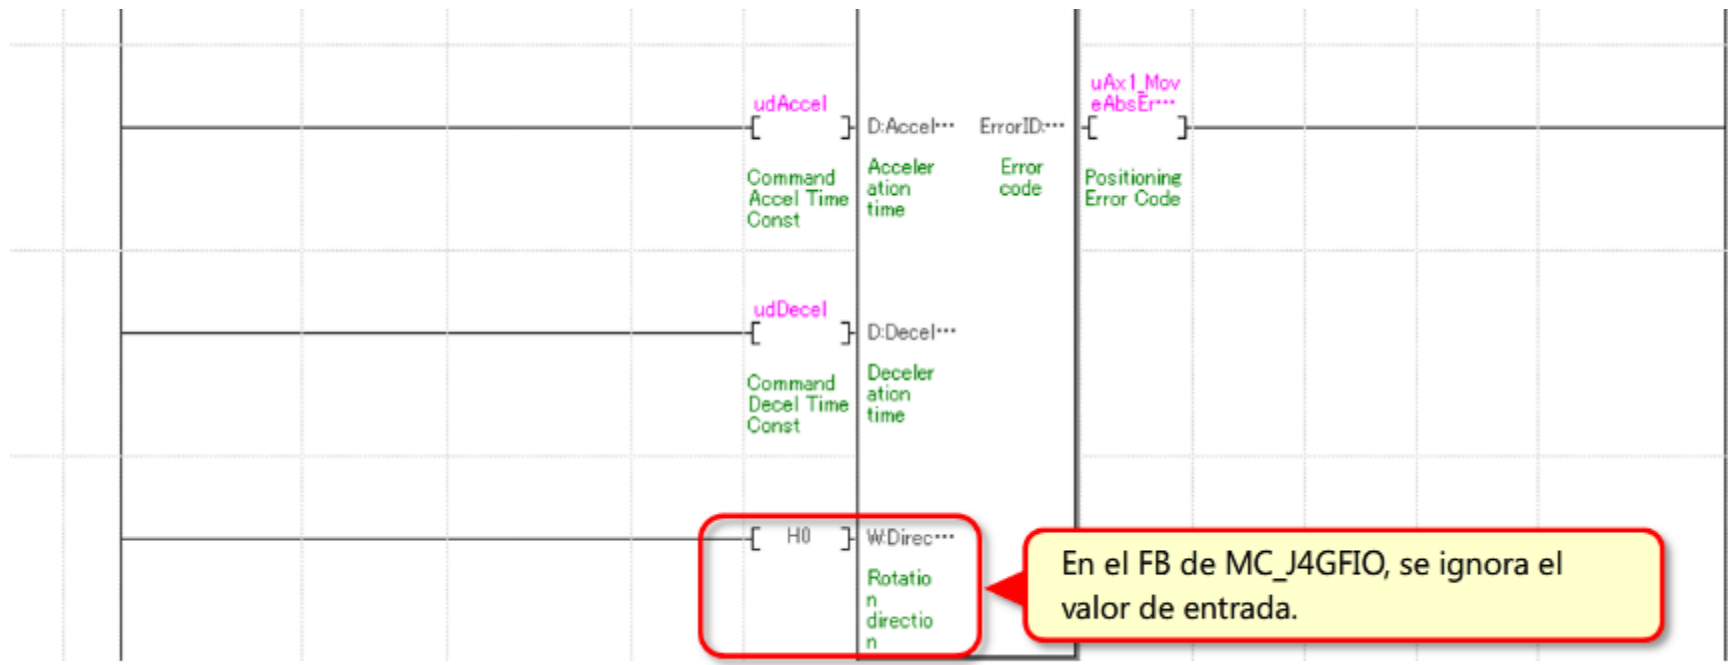 uAx1_Mov
eAbsEr…
udAccel
D:Accel…
ErrorID:…
Command
Accel Time
Const
Acceler
ation
time
Error
code
Positioning
Error Code
udDecel
D:Decel…
Command
Decel Time
Const
Deceler
ation
time
H0
W:Direc…
Rotatio
n
directio
n
En el FB de MC_J4GFIO, se ignora el
valor de entrada.